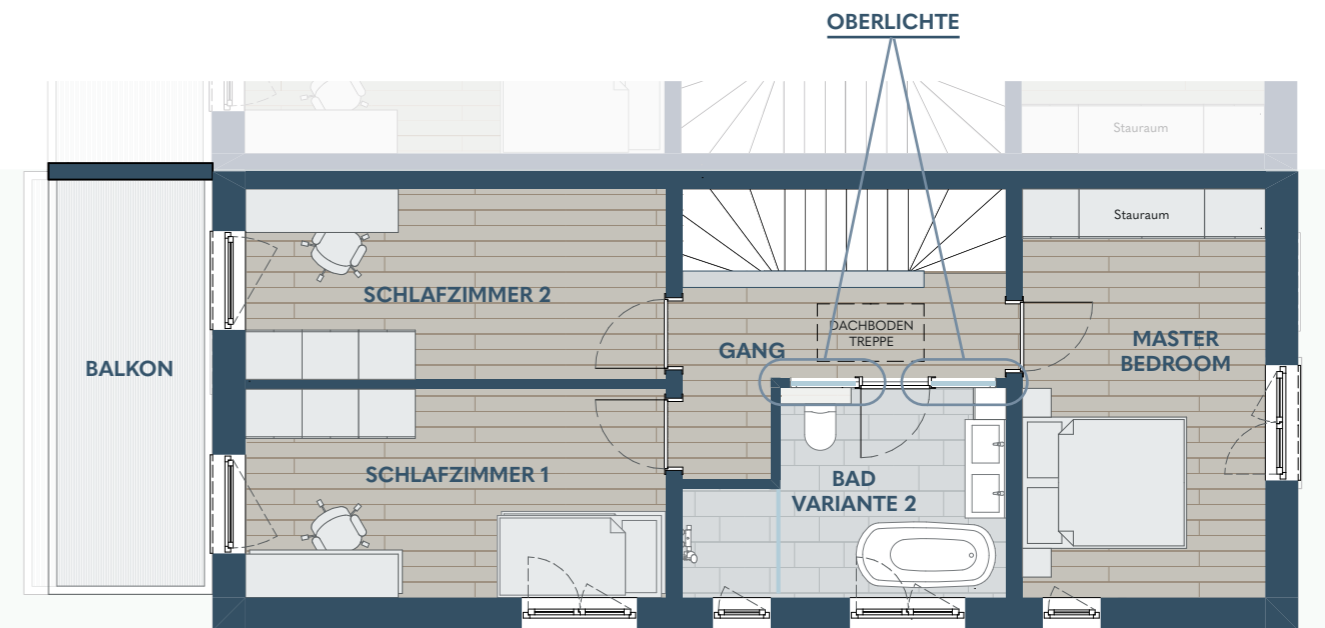 OBERLICHTE
Stauraum
Stauraum
SCHLAFZIMMER 2
DACHBODEN
TREPPE
GANG
MASTER
BEDROOM
BALKON
SCHLAFZIMMER 1
BAD
VARIANTE 2